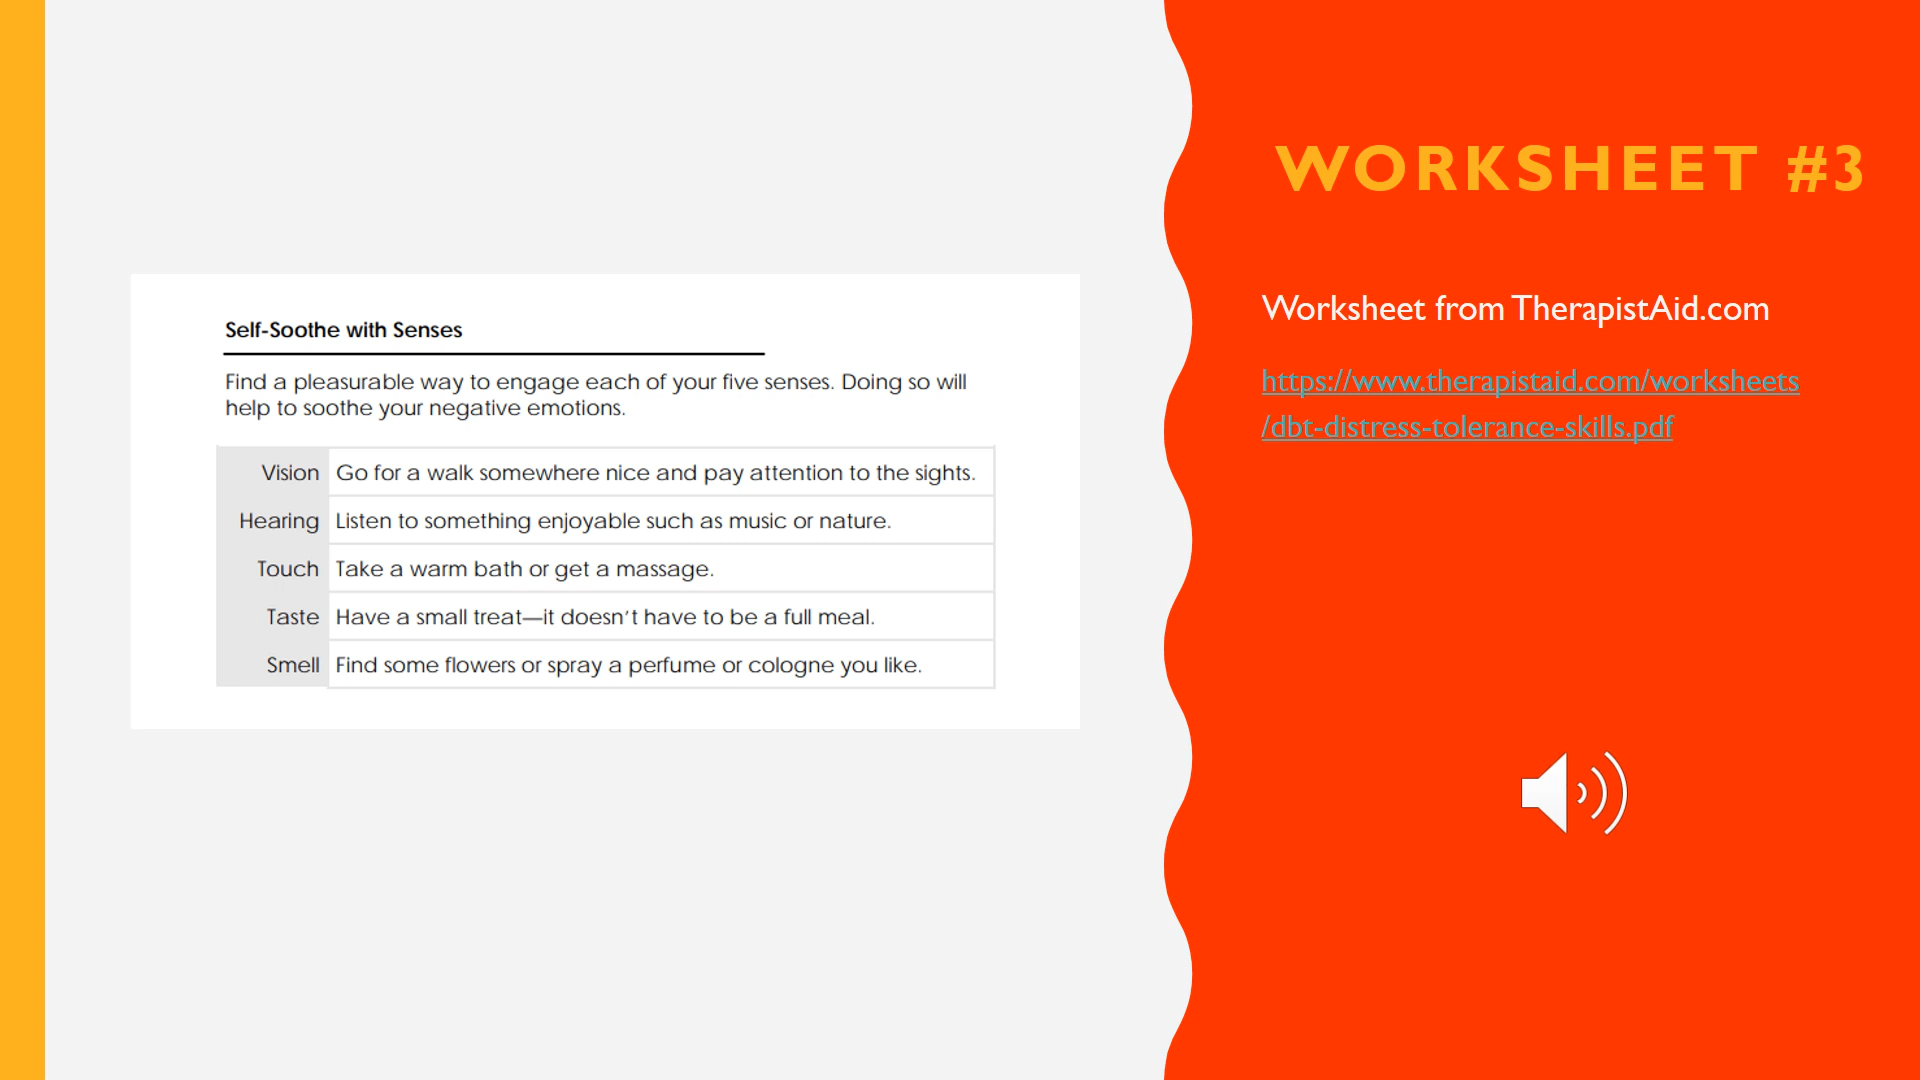 Self-Soothe with Senses
Find a pleasurable way to engage each of your five senses. Doing so will
help to soothe your negative emotions.
Vision Go for a walk somewhere nice and pay attention to the sights.
Hearing Listen to something enjoyable such as music or nature.
Touch Take a warm bath or get a massage.
Taste Have a small treat—it doesn't have to be a full meal.
Smell Find some flowers or spray a perfume or cologne you like.
WORKSHEET #3
Worksheet from TherapistAid.com
https://www.therapistaid.com/worksheets
/dbt-distress-tolerance-skills.pdf